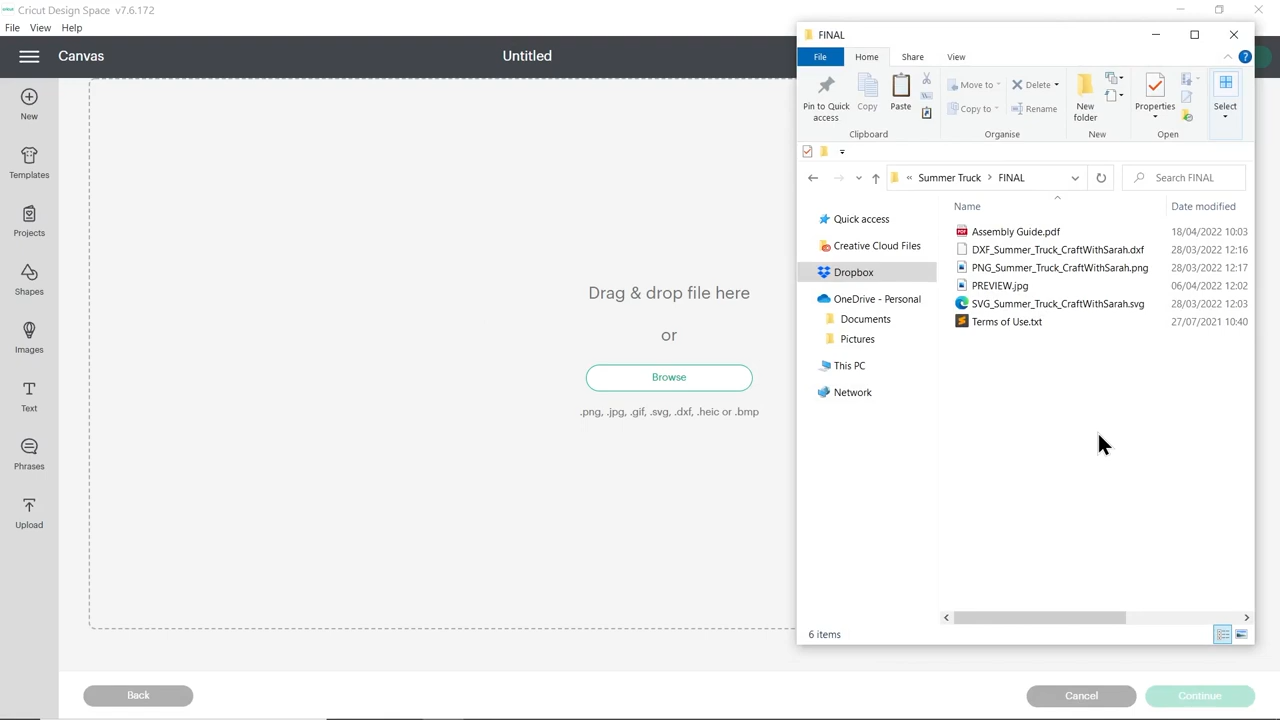 Cricut Design Space v7.6.172
File View Help
Canvas
Untitled
New
Templates
Projects
Shapes
Images
Text
Phrases
Upload
Drag & drop file here
or
Browse
.png, .jpg, .gif, .svg, .dxf, .heic or .bmp
Back
Cancel
Continue
FINAL
File Home Share View
Pin to Quick access
Copy
Paste
Clipboard
Move to
Copy to
Delete
Rename
Organise
New folder
New
Properties
Open
Select
« Summer Truck > FINAL
Search FINAL
Quick access
Creative Cloud Files
Dropbox
OneDrive - Personal
Documents
Pictures
This PC
Network
Name Date modified
Assembly Guide.pdf 18/04/2022 10:03
DXF_Summer_Truck_CraftWithSarah.dxf 28/03/2022 12:16
PNG_Summer_Truck_CraftWithSarah.png 28/03/2022 12:17
PREVIEW.jpg 06/04/2022 12:02
SVG_Summer_Truck_CraftWithSarah.svg 28/03/2022 12:03
Terms of Use.txt 27/07/2021 10:40
6 items